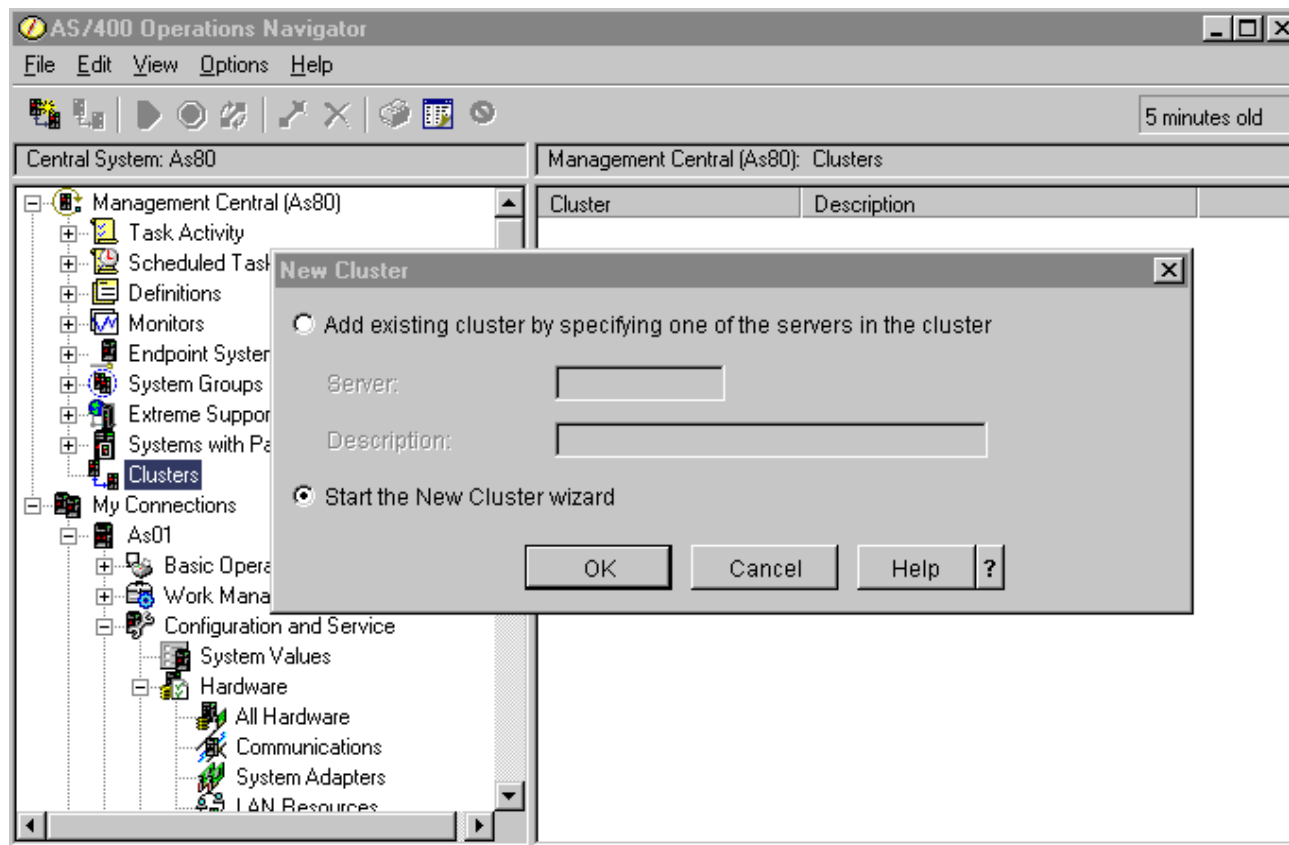 AS/400 Operations Navigator
File Edit View Options Help
5 minutes old
Central System: As80
Management Central (As80): Clusters
Management Central (As80)
Task Activity
Scheduled Task
Definitions
Monitors
Endpoint System
System Groups
Extreme Suppor
Systems with Pa
Clusters
My Connections
As01
Basic Opera
Work Mana
Configuration and Service
System Values
Hardware
All Hardware
Communications
System Adapters
LAN Resources
Cluster Description
New Cluster
Add existing cluster by specifying one of the servers in the cluster
Server:
Description:
Start the New Cluster wizard
OK Cancel Help ?